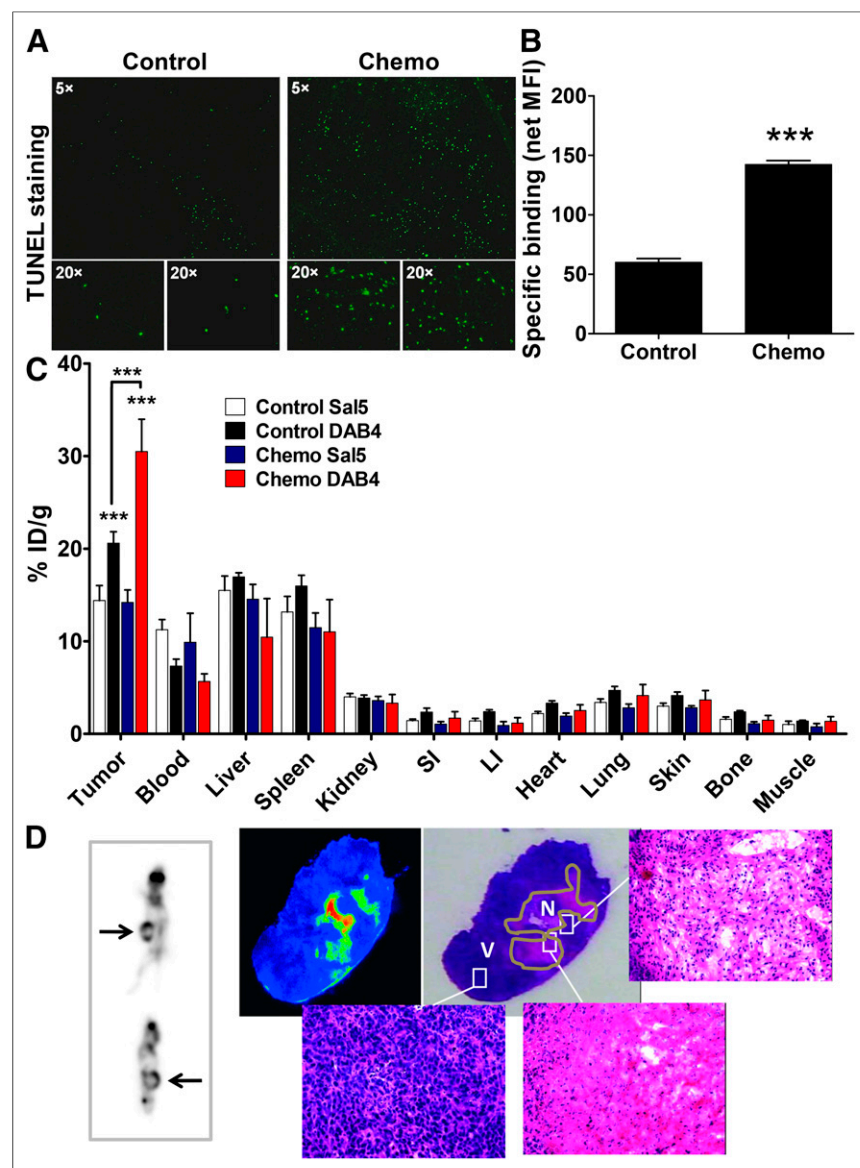 A
Control
Chemo
TUNEL staining
5×
5×
20×
20×
20×
20×
B
Specific binding (net MFI)
200
150
100
50
0
***
Control
Chemo
C
% ID/g
40
30
20
10
0
***
***
***
Control Sal5
Control DAB4
Chemo Sal5
Chemo DAB4
Tumor
Blood
Liver
Spleen
Kidney
SI
LI
Heart
Lung
Skin
Bone
Muscle
D
N
V